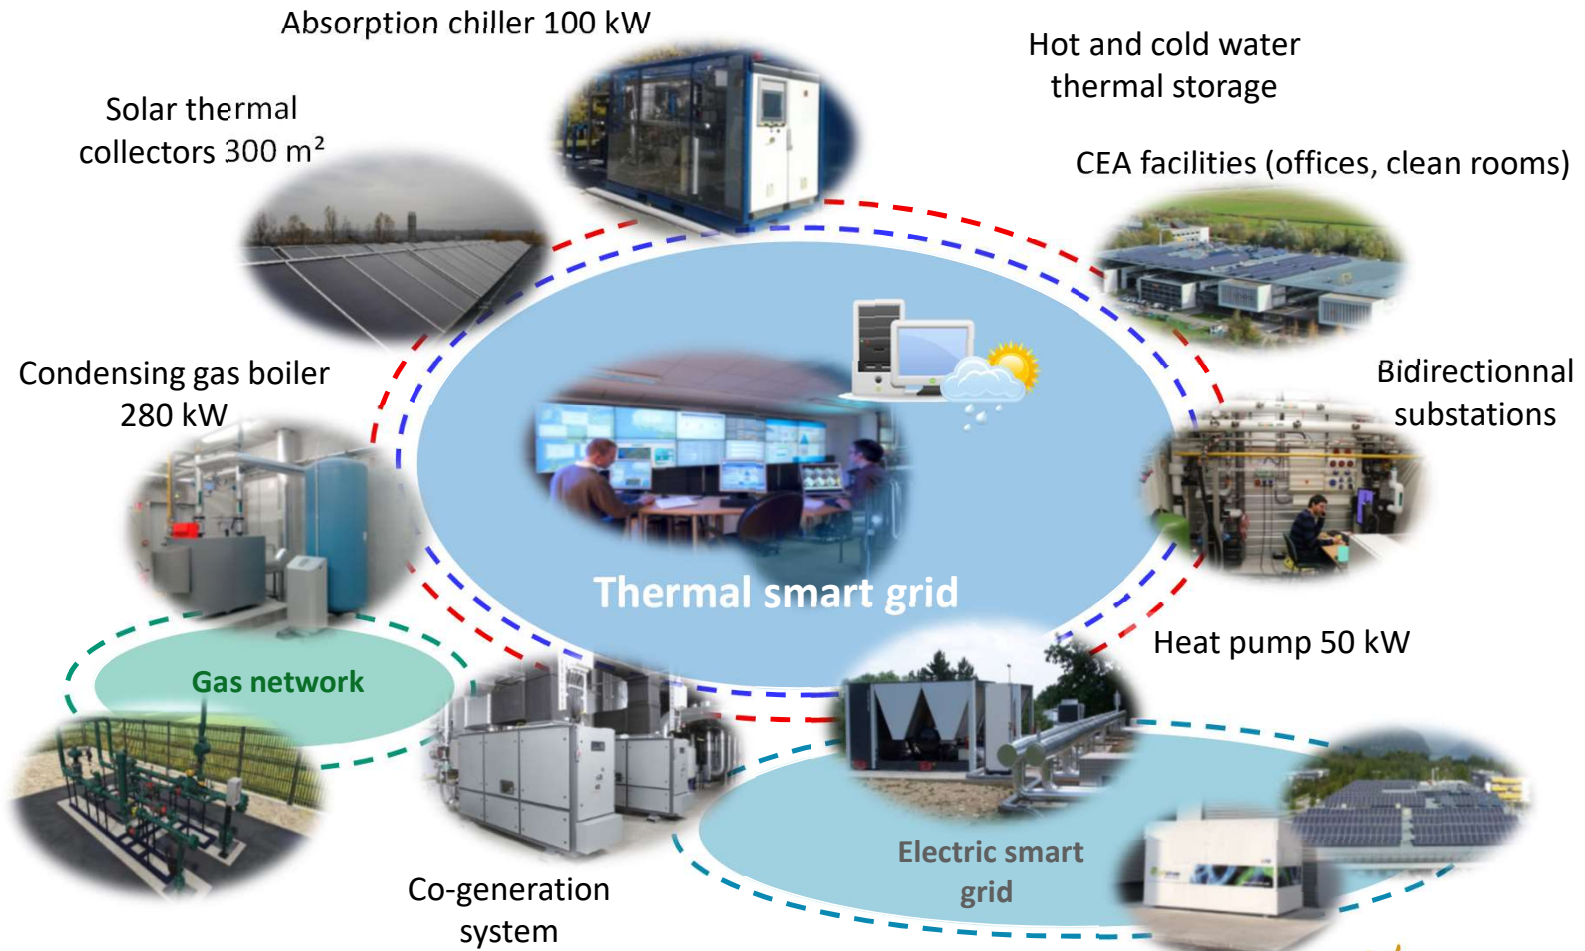 Absorption chiller 100 kW
Hot and cold water
thermal storage
Solar thermal
collectors 300 m²
CEA facilities (offices, clean rooms)
Condensing gas boiler
280 kW
Bidirectionnal
substations
Thermal smart grid
Heat pump 50 kW
Gas network
Electric smart
grid
Co-generation
system